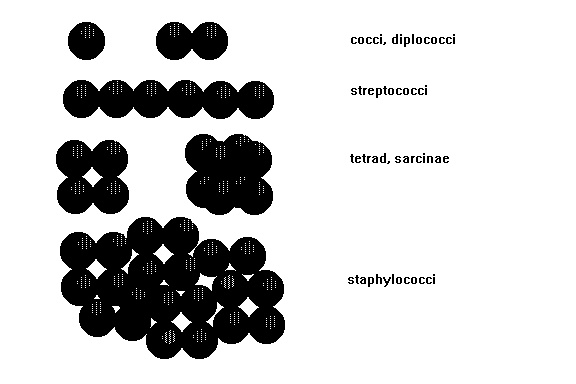 cocci, diplococci
streptococci
tetrad, sarcinae
staphylococci